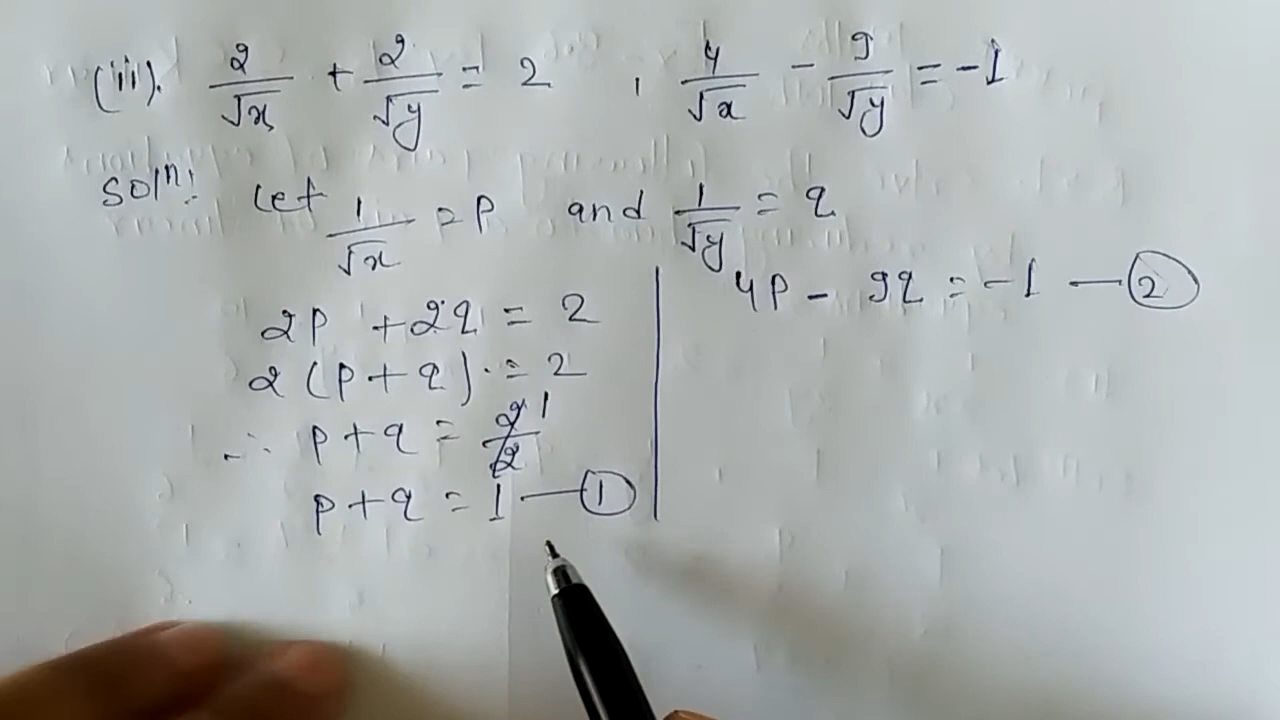 (iii). 2/√x + 2/√y = 2 , 4/√x - 9/√y = -1
Solⁿ: Let 1/√x = P and 1/√y = q
2P + 2q = 2
2(P + q) = 2
∴ P + q = 2/2 1
P + q = 1 — ①
4P - 9q = -1 — ②